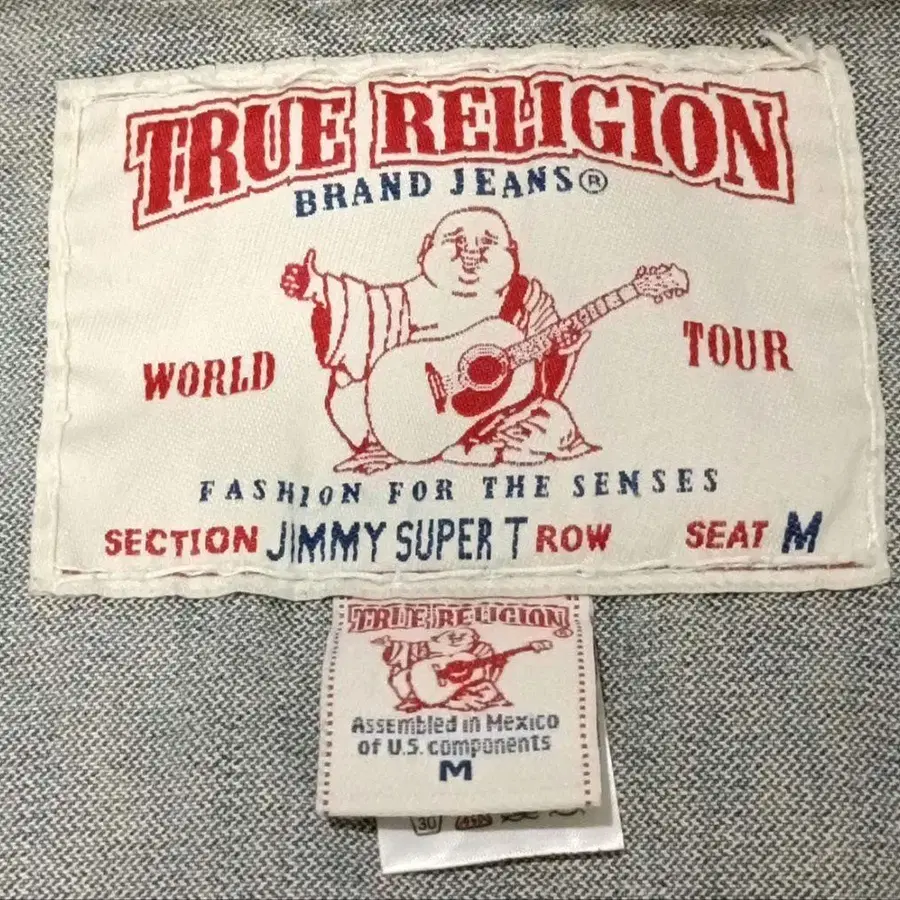 TRUE RELIGION
BRAND JEANS®
WORLD TOUR
FASHION FOR THE SENSES
SECTION JIMMY SUPER T ROW SEAT M
TRUE RELIGION®
Assembled in Mexico
of U.S. components
M
30